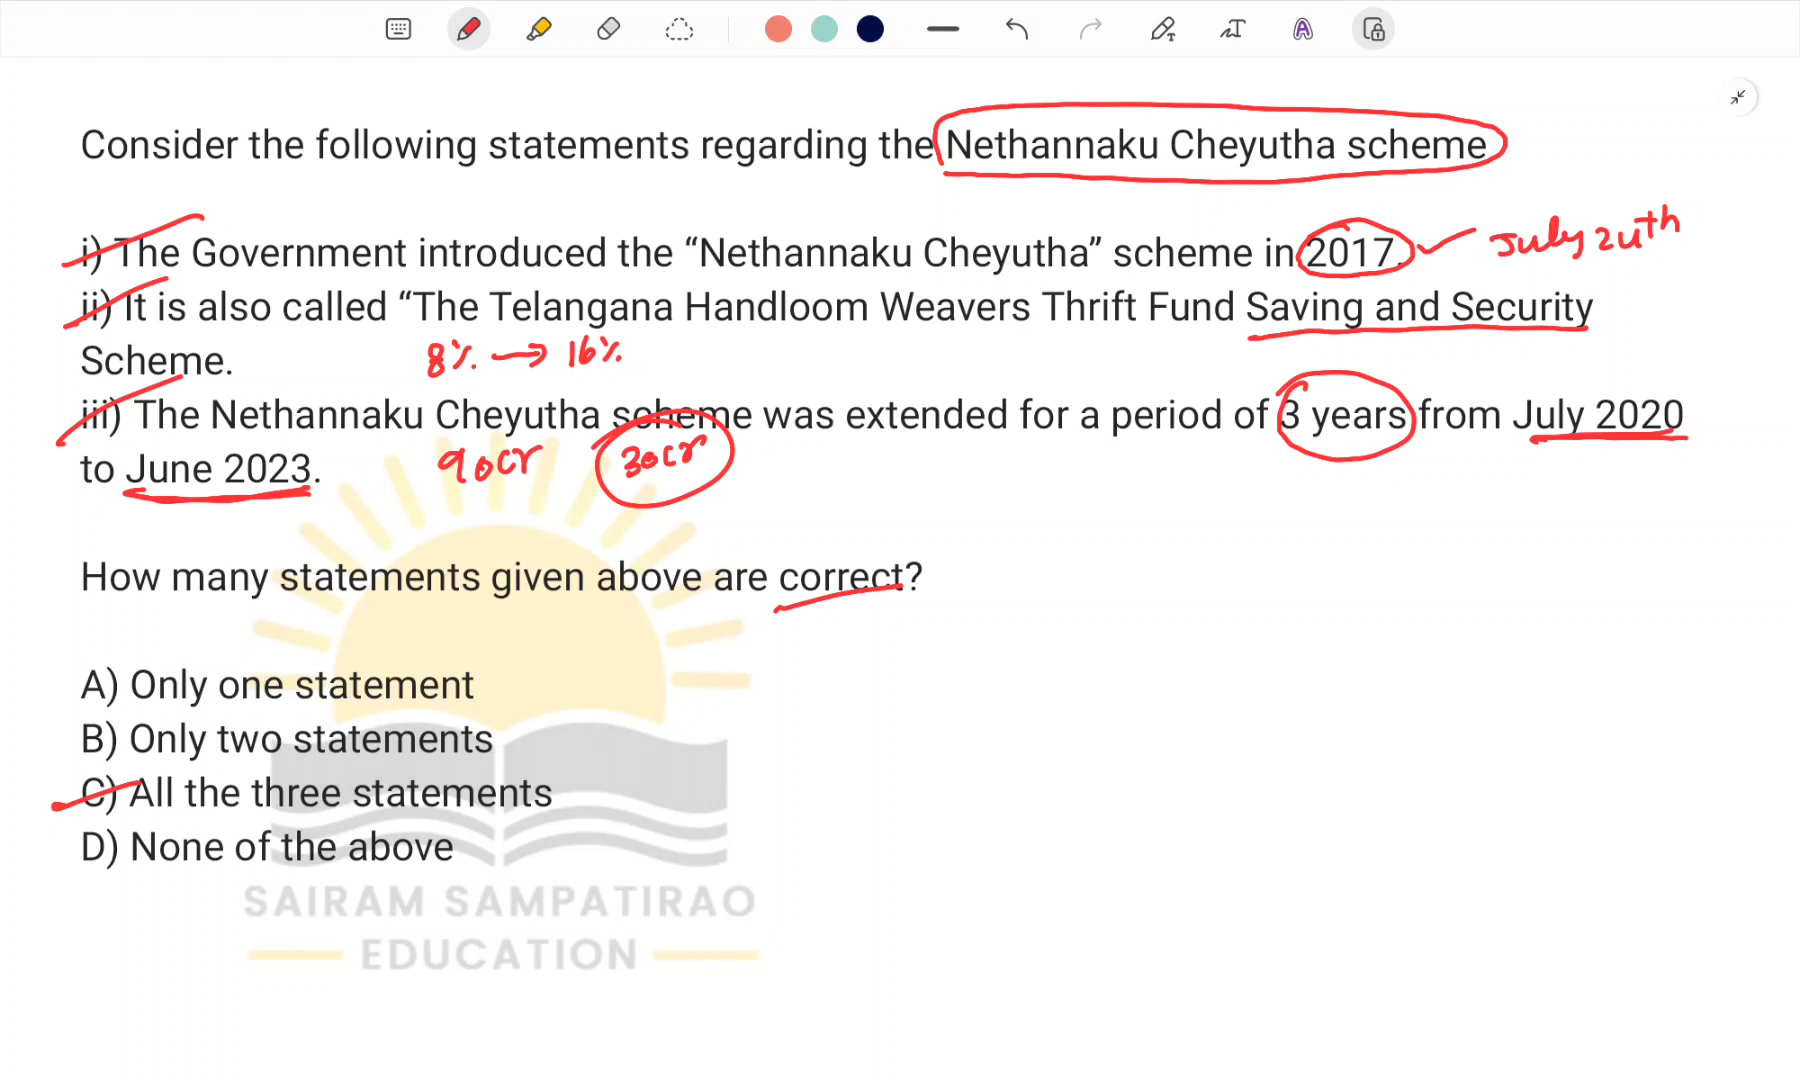 Consider the following statements regarding the Nethannaku Cheyutha scheme
i) The Government introduced the “Nethannaku Cheyutha” scheme in 2017. July 24th
ii) It is also called “The Telangana Handloom Weavers Thrift Fund Saving and Security
Scheme.
8% → 16%
iii) The Nethannaku Cheyutha scheme was extended for a period of 3 years from July 2020
to June 2023.
90cr 30cr
How many statements given above are correct?
A) Only one statement
B) Only two statements
C) All the three statements
D) None of the above
SAIRAM SAMPATIRAO
EDUCATION